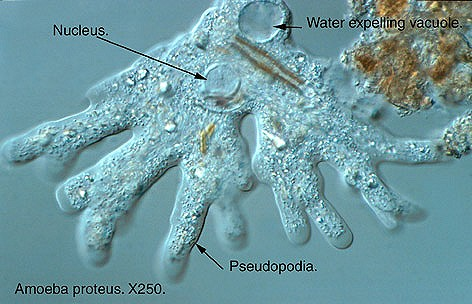 Water expelling vacuole.
Nucleus.
Pseudopodia.
Amoeba proteus. X250.